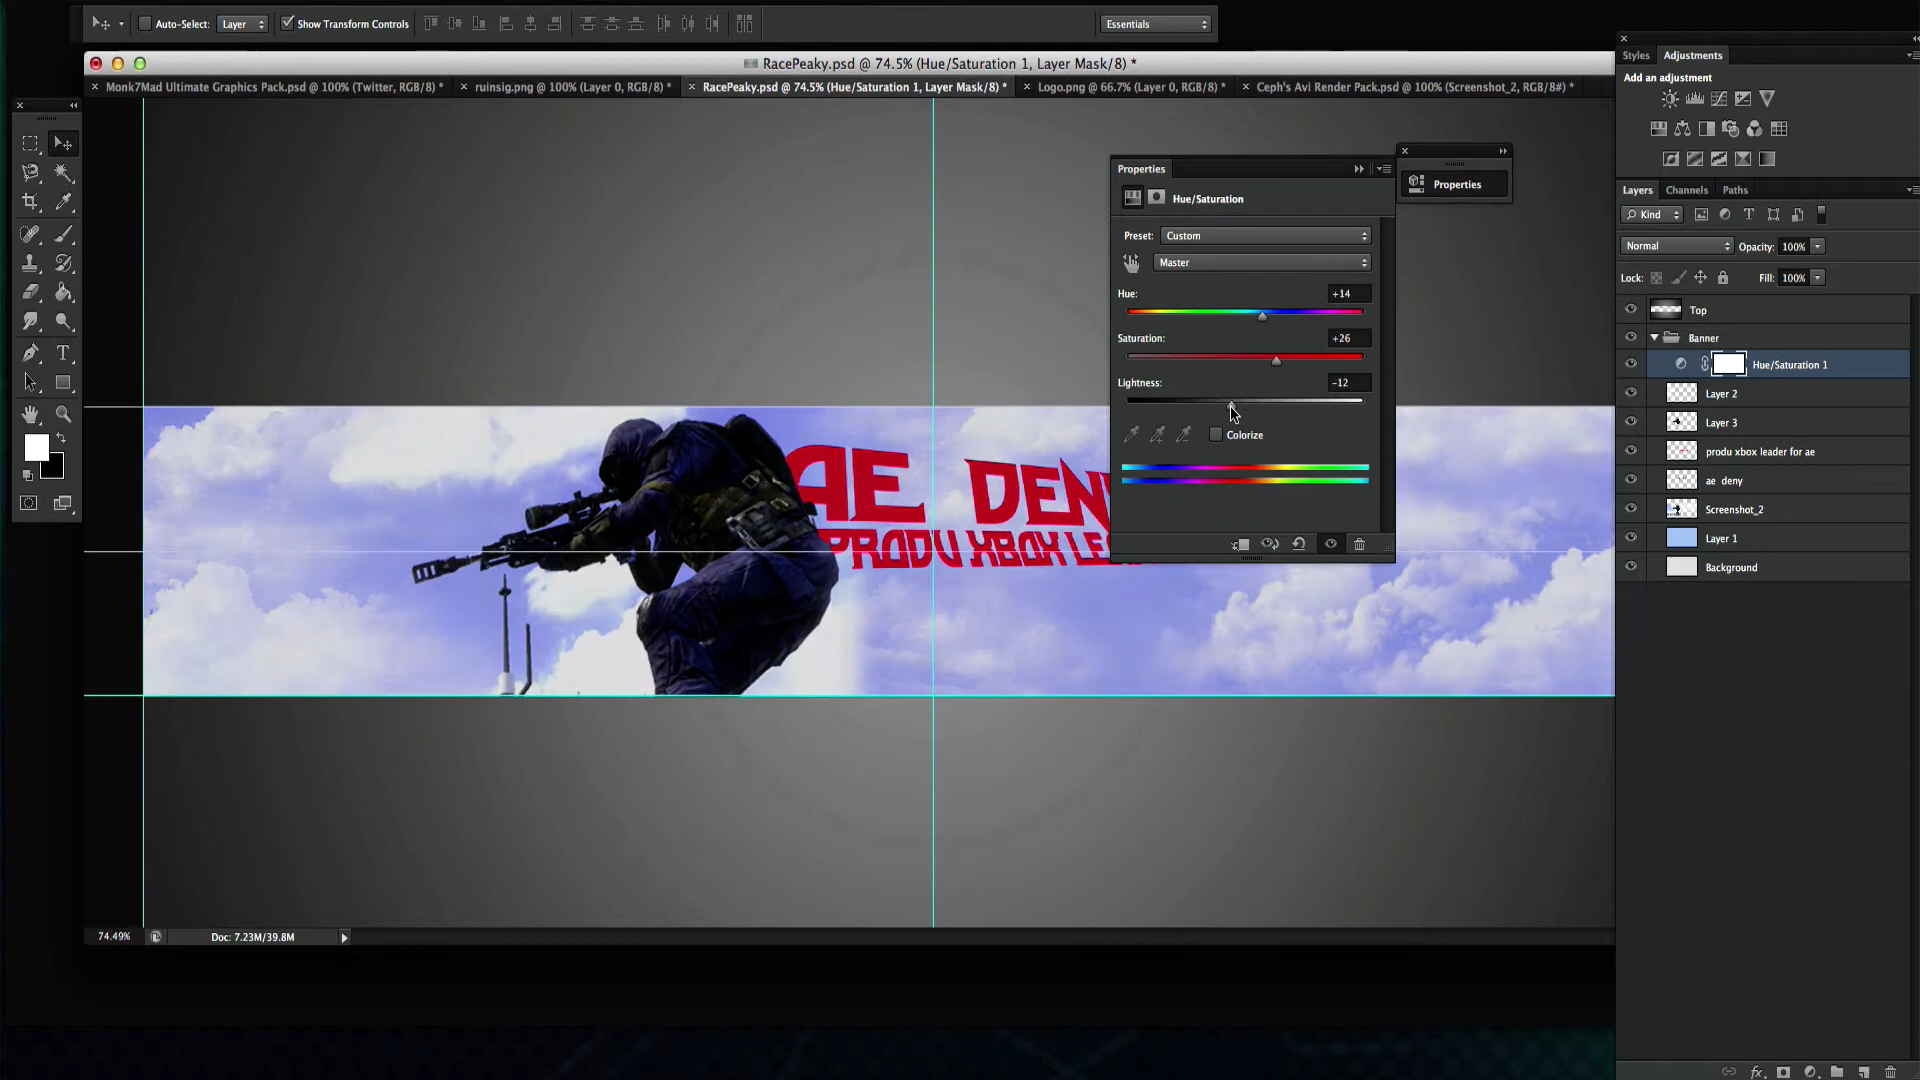 Auto-Select: Layer Show Transform Controls Essentials
RacePeaky.psd @ 74.5% (Hue/Saturation 1, Layer Mask/8) *
Monk7Mad Ultimate Graphics Pack.psd @ 100% (Twitter, RGB/8) * ruinsig.png @ 100% (Layer 0, RGB/8) * RacePeaky.psd @ 74.5% (Hue/Saturation 1, Layer Mask/8) * Logo.png @ 66.7% (Layer 0, RGB/8) * Ceph's Avi Render Pack.psd @ 100% (Screenshot_2, RGB/8#) *
Properties
Hue/Saturation
Preset: Custom
Master
Hue: +14
Saturation: +26
Lightness: -12
Colorize
Properties
AE DEN
PRODU XBOX LE
74.49% Doc: 7.23M/39.8M
Styles Adjustments
Add an adjustment
Layers Channels Paths
Kind
Normal Opacity: 100%
Lock: Fill: 100%
Top
Banner
Hue/Saturation 1
Layer 2
Layer 3
produ xbox leader for ae
ae deny
Screenshot_2
Layer 1
Background